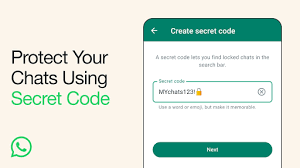 Protect Your
Chats Using
Secret Code
Create secret code
A secret code lets you find locked chats in the
search bar.
Secret code
MYchats123!🔒
Use a word or emoji, but make it memorable.
Next